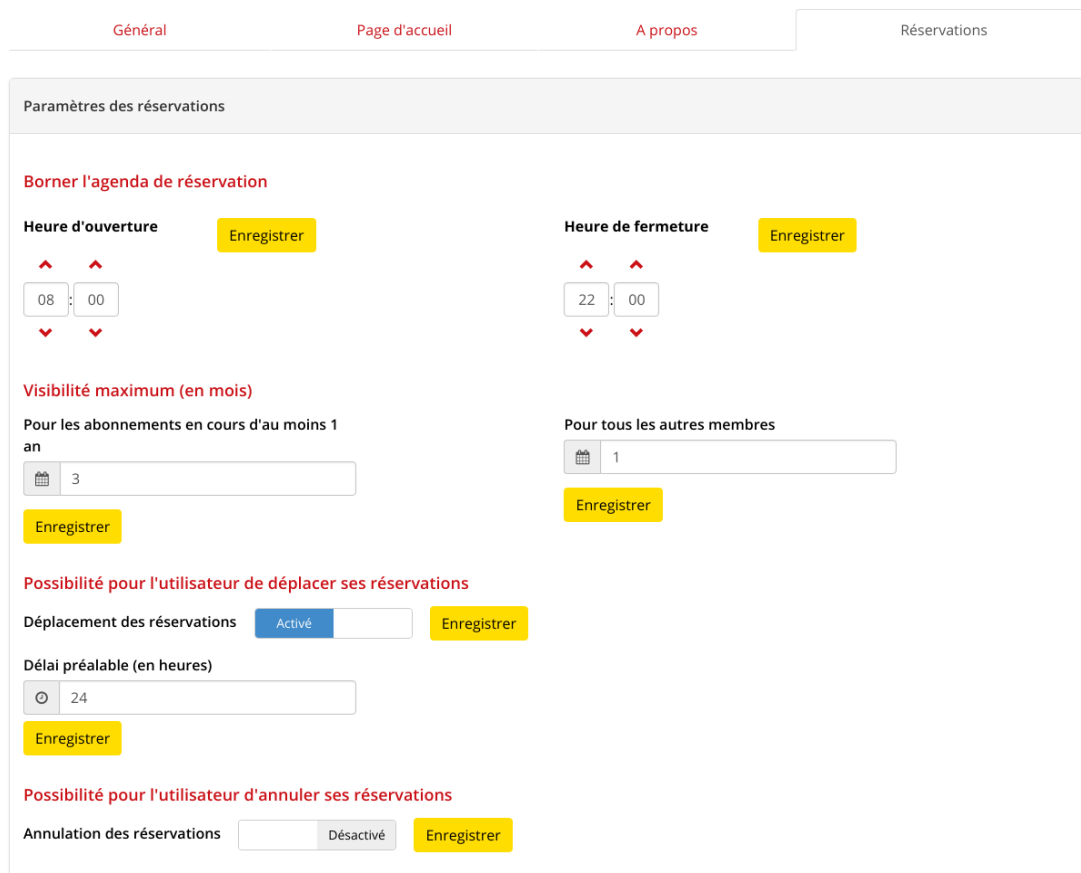 Général
Page d'accueil
A propos
Réservations
Paramètres des réservations
Borner l'agenda de réservation
Heure d'ouverture
Enregistrer
08 : 00
Heure de fermeture
Enregistrer
22 : 00
Visibilité maximum (en mois)
Pour les abonnements en cours d'au moins 1
an
3
Enregistrer
Pour tous les autres membres
1
Enregistrer
Possibilité pour l'utilisateur de déplacer ses réservations
Déplacement des réservations
Activé
Enregistrer
Délai préalable (en heures)
24
Enregistrer
Possibilité pour l'utilisateur d'annuler ses réservations
Annulation des réservations
Désactivé
Enregistrer